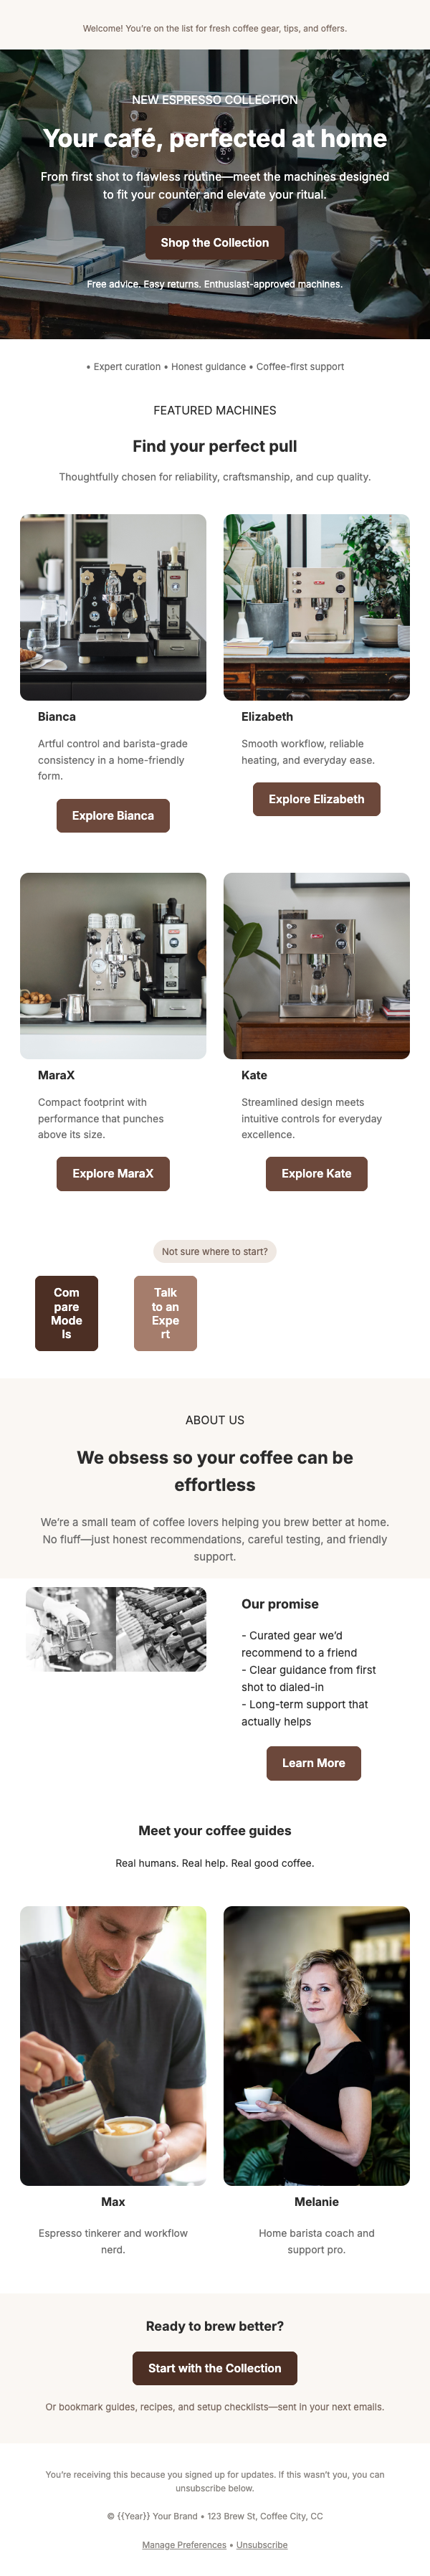 Welcome! You're on the list for fresh coffee gear, tips, and offers.
NEW ESPRESSO COLLECTION
Your café, perfected at home
From first shot to flawless routine—meet the machines designed
to fit your counter and elevate your ritual.
Shop the Collection
Free advice. Easy returns. Enthusiast-approved machines.
• Expert curation • Honest guidance • Coffee-first support
FEATURED MACHINES
Find your perfect pull
Thoughtfully chosen for reliability, craftsmanship, and cup quality.
Bianca
Artful control and barista-grade
consistency in a home-friendly
form.
Explore Bianca
Elizabeth
Smooth workflow, reliable
heating, and everyday ease.
Explore Elizabeth
MaraX
Compact footprint with
performance that punches
above its size.
Explore MaraX
Kate
Streamlined design meets
intuitive controls for everyday
excellence.
Explore Kate
Not sure where to start?
Com
pare
Mode
ls
Talk
to an
Expe
rt
ABOUT US
We obsess so your coffee can be
effortless
We're a small team of coffee lovers helping you brew better at home.
No fluff—just honest recommendations, careful testing, and friendly
support.
Our promise
- Curated gear we'd
recommend to a friend
- Clear guidance from first
shot to dialed-in
- Long-term support that
actually helps
Learn More
Meet your coffee guides
Real humans. Real help. Real good coffee.
Max
Espresso tinkerer and workflow
nerd.
Melanie
Home barista coach and
support pro.
Ready to brew better?
Start with the Collection
Or bookmark guides, recipes, and setup checklists—sent in your next emails.
You're receiving this because you signed up for updates. If this wasn't you, you can
unsubscribe below.
© {{Year}} Your Brand • 123 Brew St, Coffee City, CC
Manage Preferences • Unsubscribe